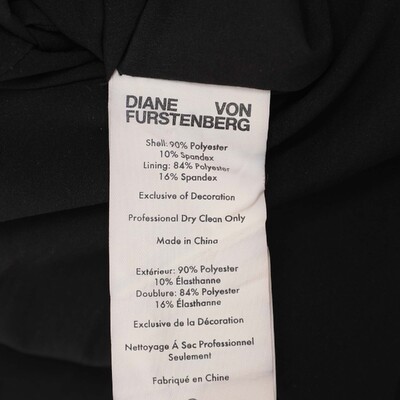 DIANE VON
FURSTENBERG
Shell: 90% Polyester
10% Spandex
Lining: 84% Polyester
16% Spandex
Exclusive of Decoration
Professional Dry Clean Only
Made in China
Extérieur: 90% Polyester
10% Élasthanne
Doublure: 84% Polyester
16% Élasthanne
Exclusive de la Décoration
Nettoyage Á Sec Professionnel
Seulement
Fabriqué en Chine